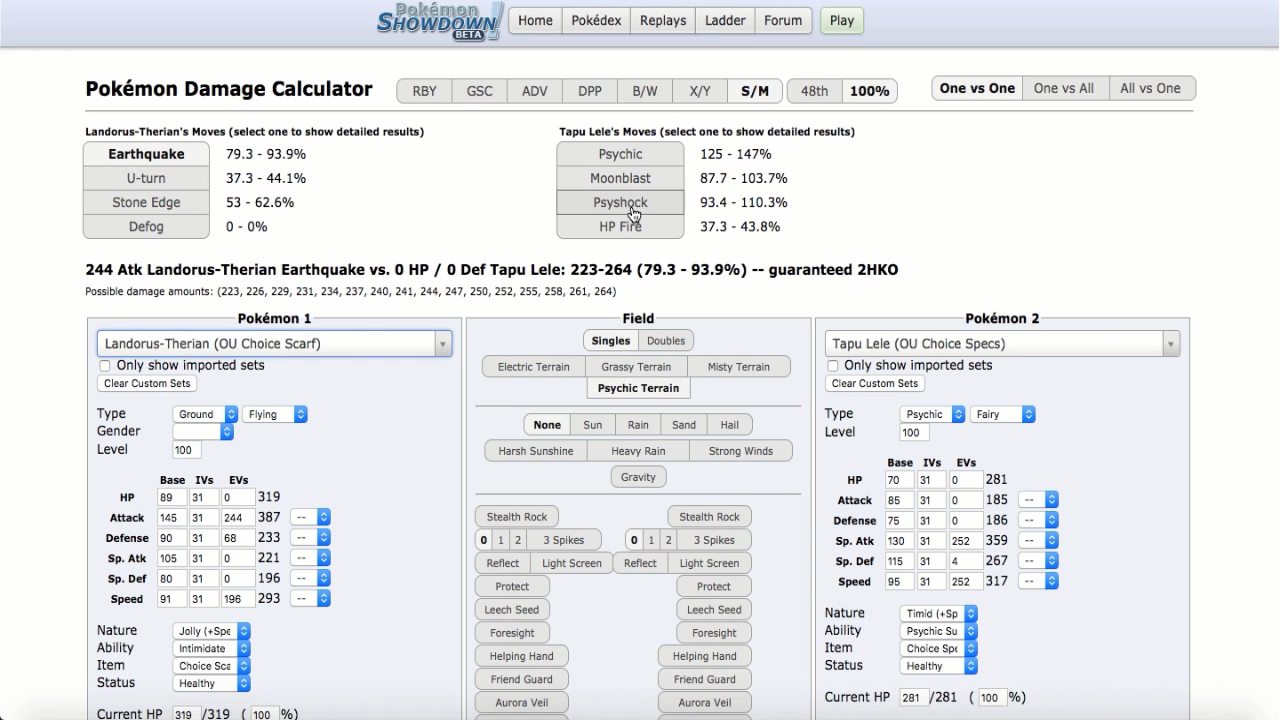 Pokémon SHOWDOWN! BETA
Home Pokédex Replays Ladder Forum Play
Pokémon Damage Calculator RBY GSC ADV DPP B/W X/Y S/M 48th 100% One vs One One vs All All vs One
Landorus-Therian's Moves (select one to show detailed results)
Earthquake 79.3 - 93.9%
U-turn 37.3 - 44.1%
Stone Edge 53 - 62.6%
Defog 0 - 0%
Tapu Lele's Moves (select one to show detailed results)
Psychic 125 - 147%
Moonblast 87.7 - 103.7%
Psyshock 93.4 - 110.3%
HP Fire 37.3 - 43.8%
244 Atk Landorus-Therian Earthquake vs. 0 HP / 0 Def Tapu Lele: 223-264 (79.3 - 93.9%) -- guaranteed 2HKO
Possible damage amounts: (223, 226, 229, 231, 234, 237, 240, 241, 244, 247, 250, 252, 255, 258, 261, 264)
Pokémon 1
Landorus-Therian (OU Choice Scarf)
Only show imported sets
Clear Custom Sets
Type Ground Flying
Gender
Level 100
Base IVs EVs
HP 89 31 0 319
Attack 145 31 244 387 --
Defense 90 31 68 233 --
Sp. Atk 105 31 0 221 --
Sp. Def 80 31 0 196 --
Speed 91 31 196 293 --
Nature Jolly (+Spe
Ability Intimidate
Item Choice Sca
Status Healthy
Current HP 319 /319 ( 100 %)
Field
Singles Doubles
Electric Terrain Grassy Terrain Misty Terrain
Psychic Terrain
None Sun Rain Sand Hail
Harsh Sunshine Heavy Rain Strong Winds
Gravity
Stealth Rock Stealth Rock
0 1 2 3 Spikes 0 1 2 3 Spikes
Reflect Light Screen Reflect Light Screen
Protect Protect
Leech Seed Leech Seed
Foresight Foresight
Helping Hand Helping Hand
Friend Guard Friend Guard
Aurora Veil Aurora Veil
Pokémon 2
Tapu Lele (OU Choice Specs)
Only show imported sets
Clear Custom Sets
Type Psychic Fairy
Level 100
Base IVs EVs
HP 70 31 0 281
Attack 85 31 0 185 --
Defense 75 31 0 186 --
Sp. Atk 130 31 252 359 --
Sp. Def 115 31 4 267 --
Speed 95 31 252 317 --
Nature Timid (+Sp
Ability Psychic Su
Item Choice Spe
Status Healthy
Current HP 281 /281 ( 100 %)